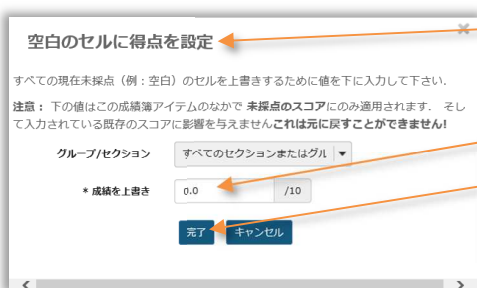 空白のセルに得点を設定
すべての現在未採点（例：空白）のセルを上書きするために値を下に入力して下さい．
注意： 下の値はこの成績簿アイテムのなかで 未採点のスコアにのみ適用されます． そし
て入力されている既存のスコアに影響を与えません これは元に戻すことができません!
グループ/セクション すべてのセクションまたはグル
* 成績を上書き 0.0 /10
完了 キャンセル